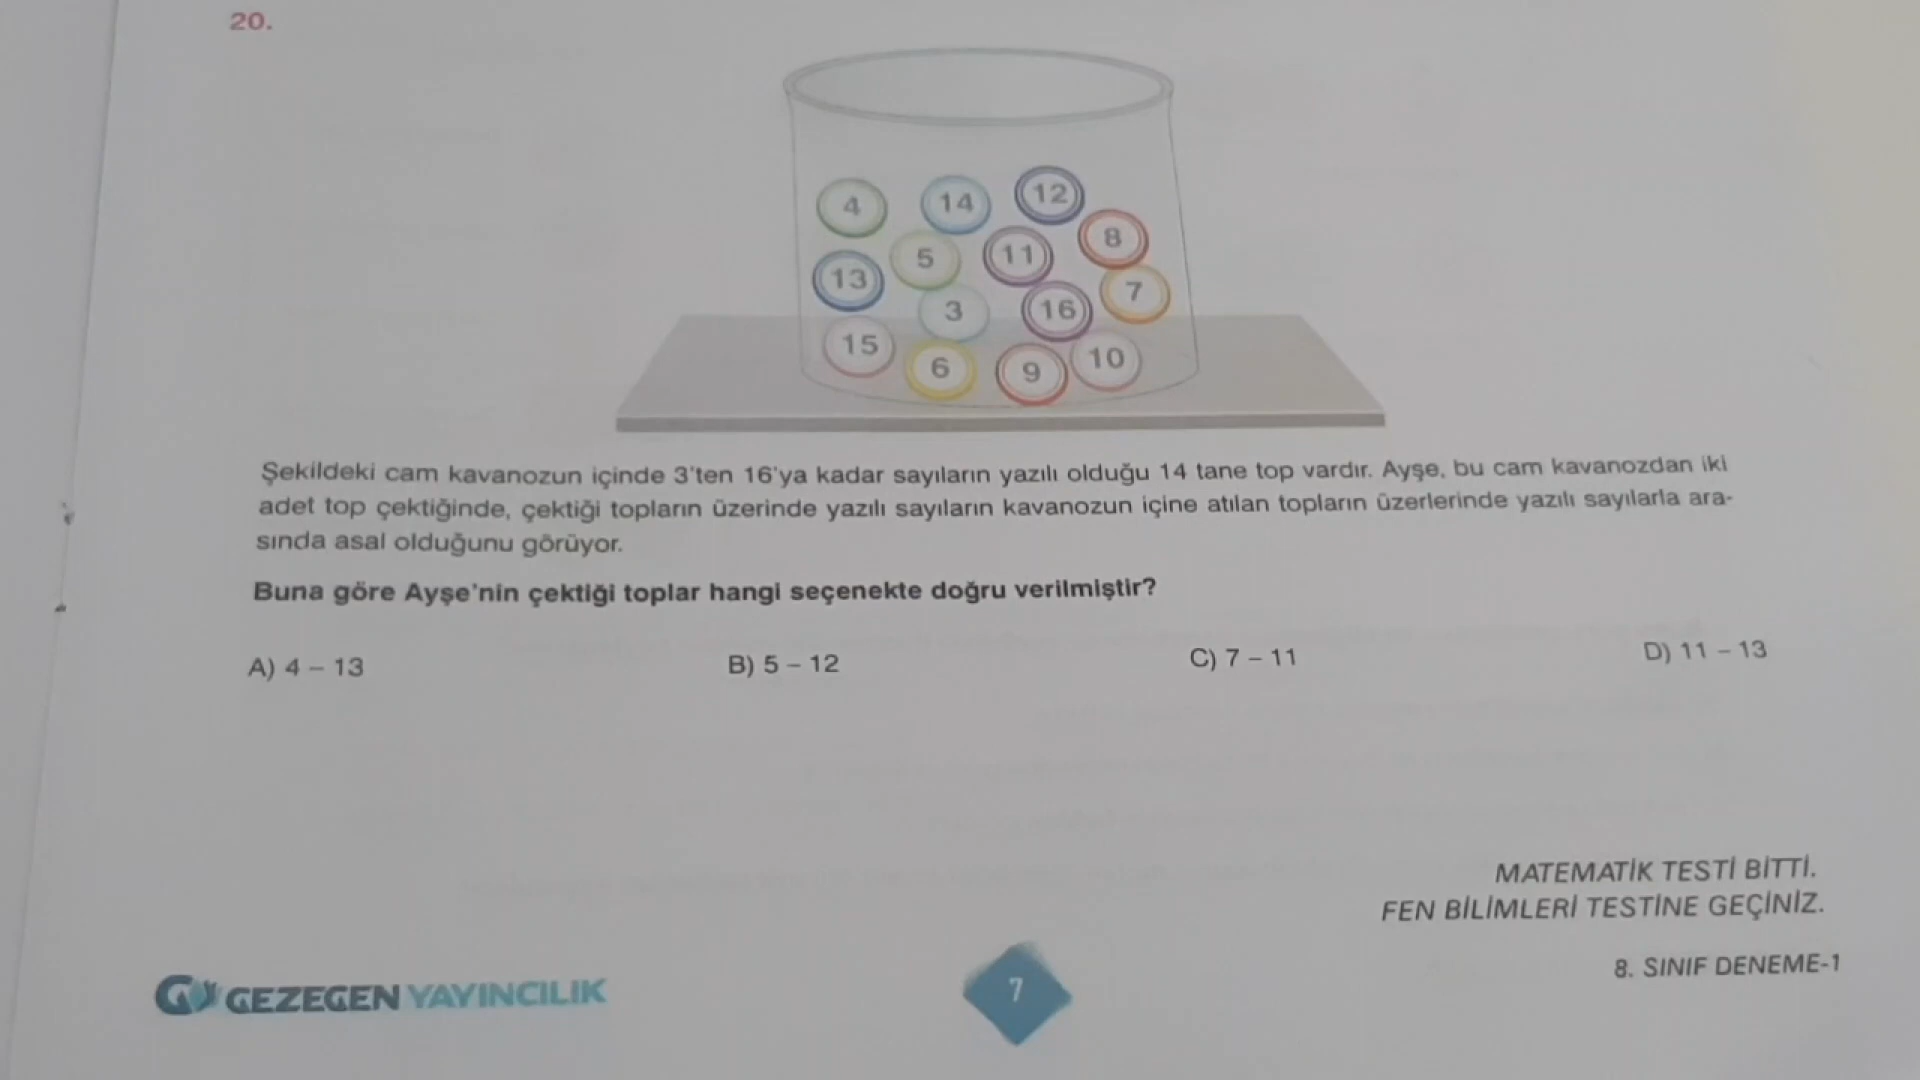 20.
4
14
12
8
5
11
13
7
3
16
15
6
9
10
Şekildeki cam kavanozun içinde 3'ten 16'ya kadar sayıların yazılı olduğu 14 tane top vardır. Ayşe, bu cam kavanozdan iki
adet top çektiğinde, çektiği topların üzerinde yazılı sayıların kavanozun içine atılan topların üzerlerinde yazılı sayılarla ara-
sında asal olduğunu görüyor.
Buna göre Ayşe'nin çektiği toplar hangi seçenekte doğru verilmiştir?
A) 4 – 13 B) 5 – 12 C) 7 – 11 D) 11 – 13
MATEMATİK TESTİ BİTTİ.
FEN BİLİMLERİ TESTİNE GEÇİNİZ.
GEZEGEN YAYINCILIK
7
8. SINIF DENEME-1